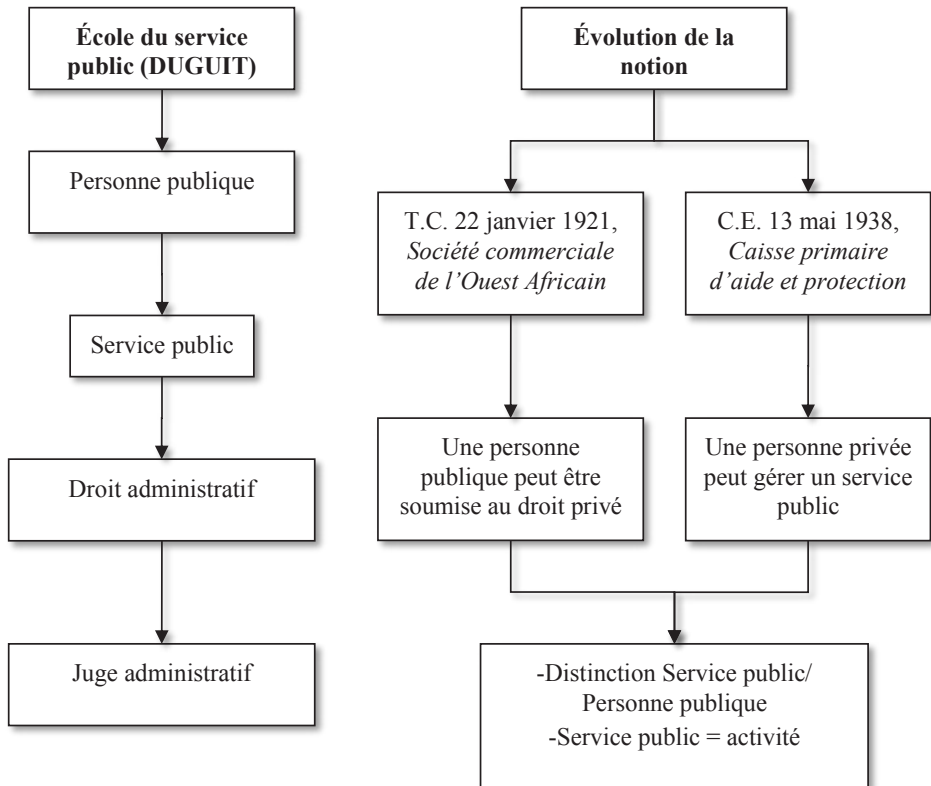 École du service
public (DUGUIT)
Personne publique
Service public
Droit administratif
Juge administratif
Évolution de la
notion
T.C. 22 janvier 1921,
Société commerciale
de l’Ouest Africain
Une personne
publique peut être
soumise au droit privé
C.E. 13 mai 1938,
Caisse primaire
d’aide et protection
Une personne privée
peut gérer un service
public
-Distinction Service public/
Personne publique
-Service public = activité